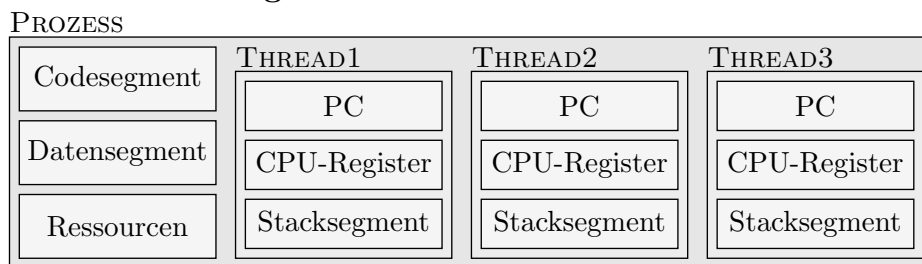 PROZESS
THREAD1 THREAD2 THREAD3
Codesegment PC PC PC
Datensegment CPU-Register CPU-Register CPU-Register
Ressourcen Stacksegment Stacksegment Stacksegment